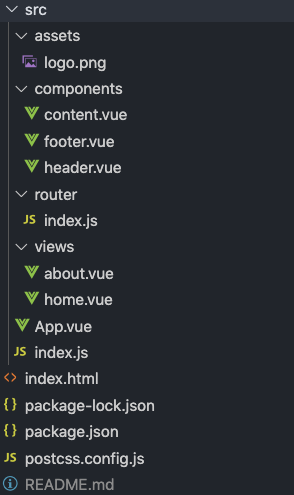 src
assets
logo.png
components
content.vue
footer.vue
header.vue
router
JS index.js
views
about.vue
home.vue
App.vue
JS index.js
<> index.html
{} package-lock.json
{} package.json
JS postcss.config.js
README.md